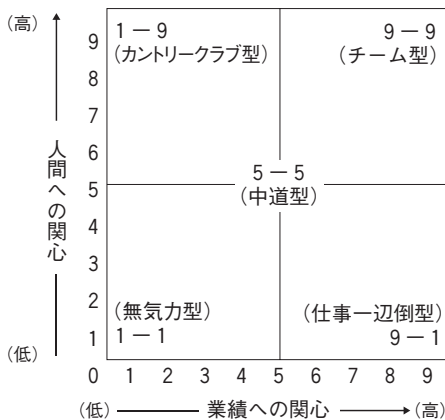 (高)
9
8
7
6
5
4
3
2
1
(低)
人間への関心
1－9
(カントリークラブ型)
9－9
(チーム型)
5－5
(中道型)
(無気力型)
1－1
(仕事一辺倒型)
9－1
0 1 2 3 4 5 6 7 8 9
(低) 業績への関心 (高)